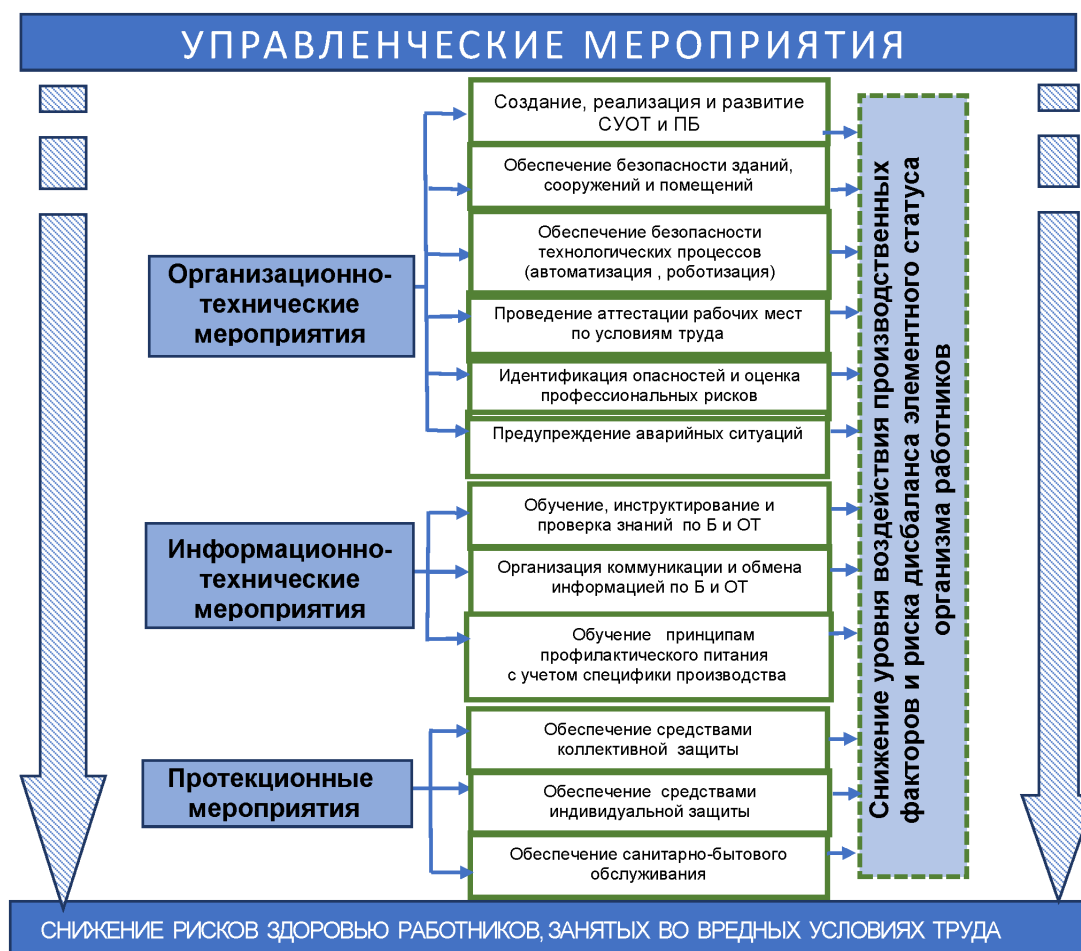 УПРАВЛЕНЧЕСКИЕ МЕРОПРИЯТИЯ
Организационно-
технические
мероприятия
Создание, реализация и развитие
СУОТ и ПБ
Обеспечение безопасности зданий,
сооружений и помещений
Обеспечение безопасности
технологических процессов
(автоматизация , роботизация)
Проведение аттестации рабочих мест
по условиям труда
Идентификация опасностей и оценка
профессиональных рисков
Предупреждение аварийных ситуаций
Информационно-
технические
мероприятия
Обучение, инструктирование и
проверка знаний по Б и ОТ
Организация коммуникации и обмена
информацией по Б и ОТ
Обучение принципам
профилактического питания
с учетом специфики производства
Протекционные
мероприятия
Обеспечение средствами
коллективной защиты
Обеспечение средствами
индивидуальной защиты
Обеспечение санитарно-бытового
обслуживания
Снижение уровня воздействия производственных
факторов и риска дисбаланса элементного статуса
организма работников
СНИЖЕНИЕ РИСКОВ ЗДОРОВЬЮ РАБОТНИКОВ, ЗАНЯТЫХ ВО ВРЕДНЫХ УСЛОВИЯХ ТРУДА